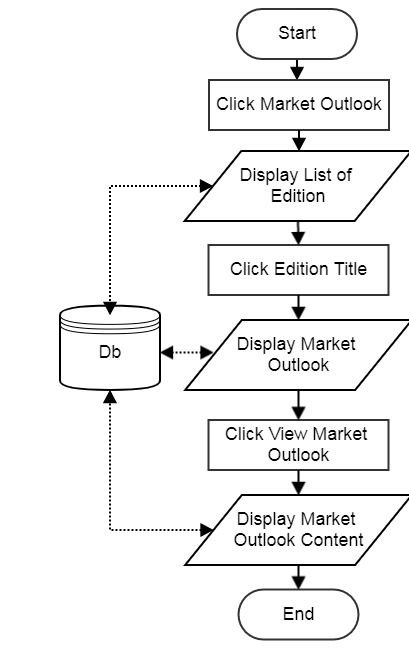 Start
Click Market Outlook
Display List of
Edition
Click Edition Title
Db
Display Market
Outlook
Click View Market
Outlook
Display Market
Outlook Content
End